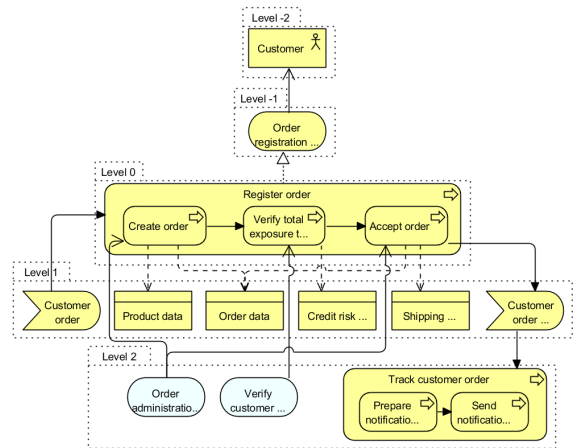 Level -2
Customer
Level -1
Order
registration ...
Level 0
Register order
Create order
Verify total
exposure t...
Accept order
Level 1
Customer
order
Product data
Order data
Credit risk ...
Shipping ...
Customer
order ...
Level 2
Order
administratio...
Verify
customer ...
Track customer order
Prepare
notificatio...
Send
notificatio...